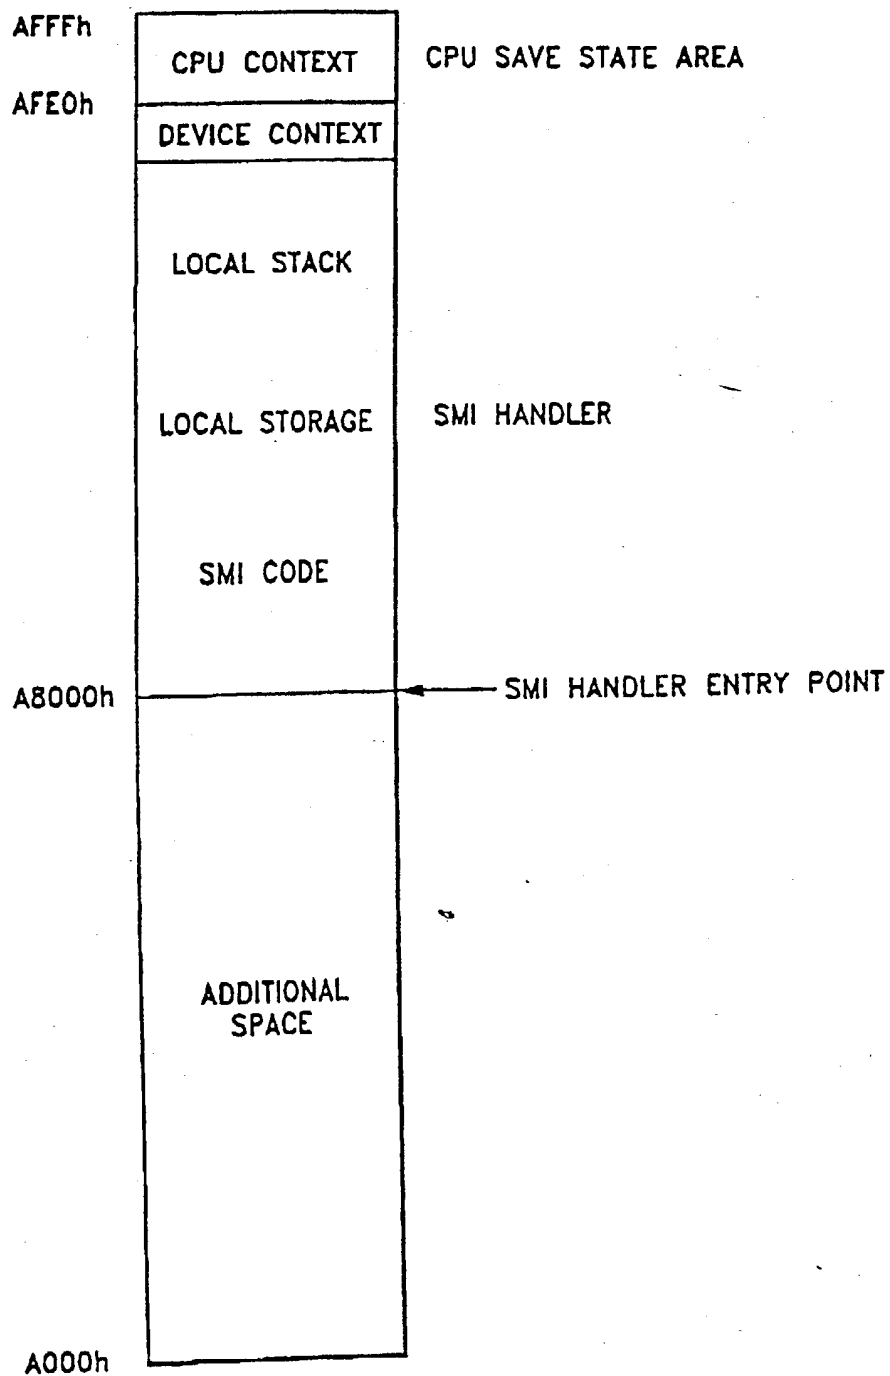 AFFFh
CPU CONTEXT
CPU SAVE STATE AREA
AFE0h
DEVICE CONTEXT
LOCAL STACK
LOCAL STORAGE
SMI HANDLER
SMI CODE
A8000h
SMI HANDLER ENTRY POINT
ADDITIONAL
SPACE
A000h